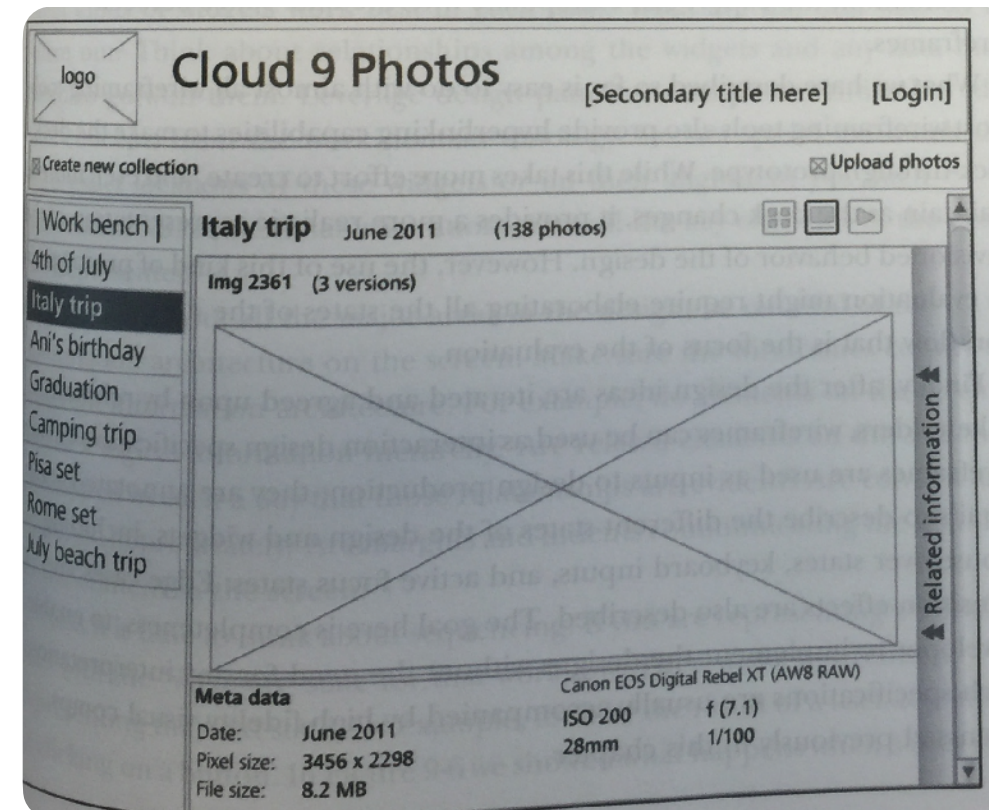 logo
Cloud 9 Photos
[Secondary title here] [Login]
Create new collection
Upload photos
|Work bench|
4th of July
Italy trip
Ani's birthday
Graduation
Camping trip
Pisa set
Rome set
July beach trip
Italy trip June 2011 (138 photos)
Img 2361 (3 versions)
Related information
Meta data
Date: June 2011
Pixel size: 3456 x 2298
File size: 8.2 MB
Canon EOS Digital Rebel XT (AW8 RAW)
ISO 200 f (7.1)
28mm 1/100